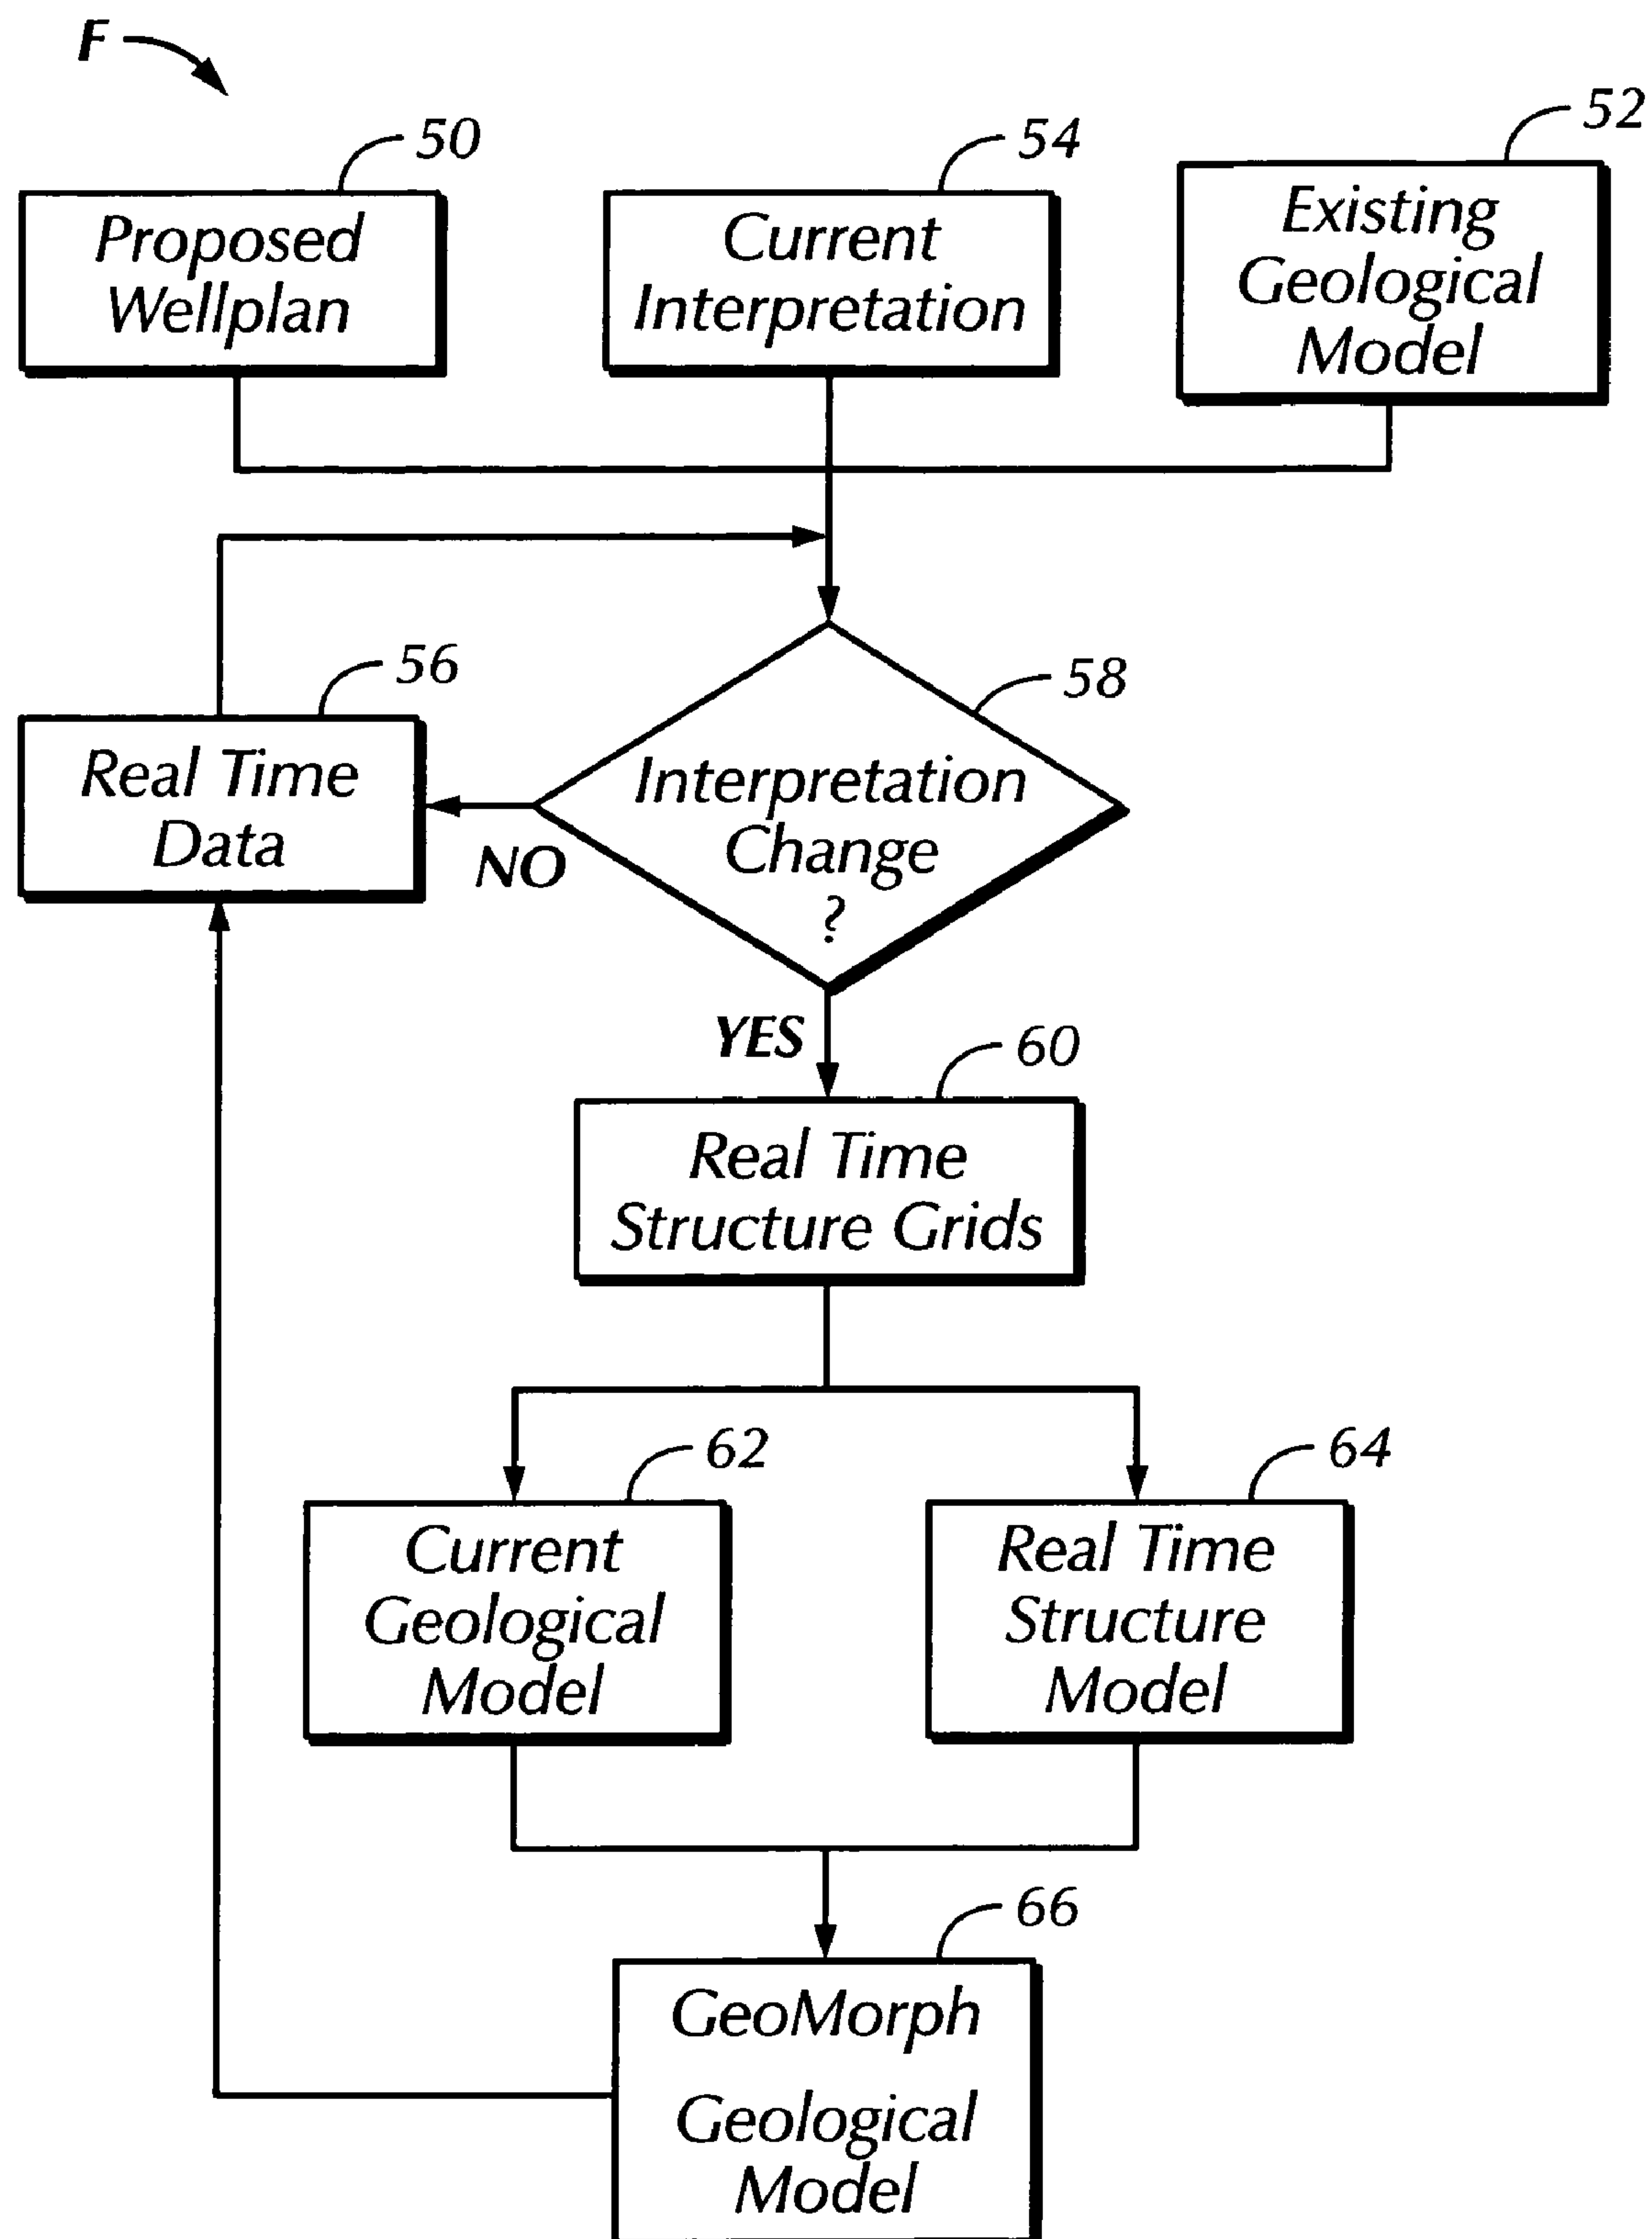 F
50
54
52
Proposed
Wellplan
Current
Interpretation
Existing
Geological
Model
56
58
Real Time
Data
Interpretation
Change
?
NO
YES
60
Real Time
Structure Grids
62
64
Current
Geological
Model
Real Time
Structure
Model
66
GeoMorph
Geological
Model